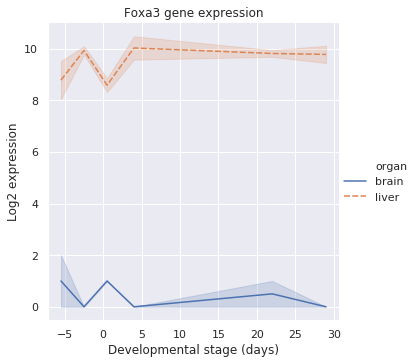 Foxa3 gene expression
Log2 expression
10
8
6
4
2
0
−5
0
5
10
15
20
25
30
Developmental stage (days)
organ
brain
liver